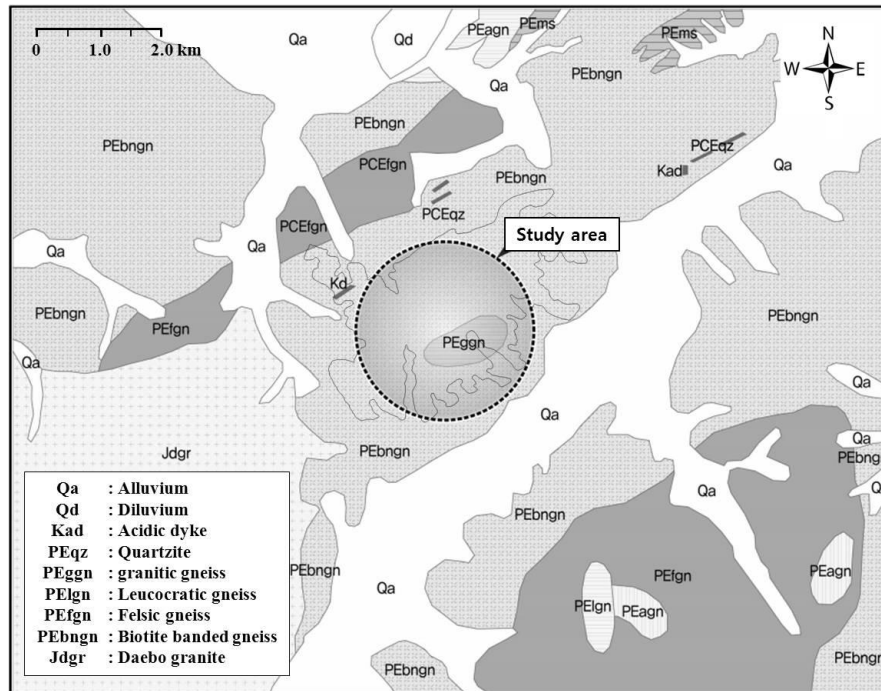 0 1.0 2.0 km
Qa
Qd
PEagn
PEms
PEms
N
W E
S
PEbngn
Qa
PEbngn
PEbngn
PCEqz
Qa
PCEfgn
Kad
PEbngn
PCEqz
PCEfgn
Study area
Qa
Qa
Kd
PEbngn
PEbngn
PEfgn
PEggn
Qa
Qa
Qa
Jdgr
PEbngn
Qa
PEbng
Qa
PEbngn
PEbngn
Qa
PEfgn
PEagn
PElgn
PEagn
PEbngn
PEbngn
Qa : Alluvium
Qd : Diluvium
Kad : Acidic dyke
PEqz : Quartzite
PEggn : granitic gneiss
PElgn : Leucocratic gneiss
PEfgn : Felsic gneiss
PEbngn : Biotite banded gneiss
Jdgr : Daebo granite